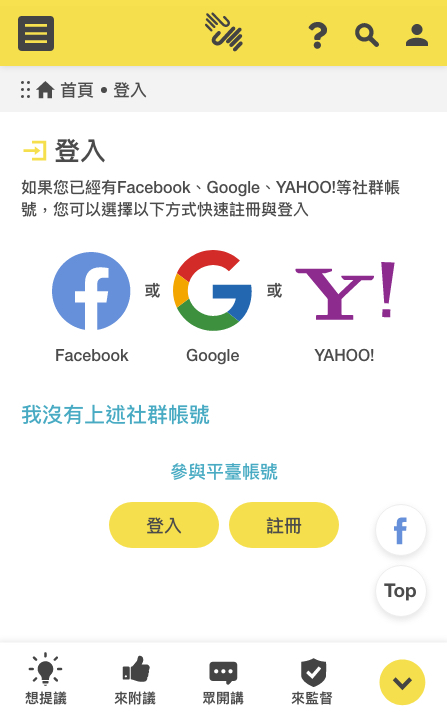 首頁 • 登入
登入
如果您已經有Facebook、Google、YAHOO!等社群帳
號，您可以選擇以下方式快速註冊與登入
或 或
Y!
Facebook Google YAHOO!
我沒有上述社群帳號
參與平臺帳號
登入 註冊
f
Top
想提議 來附議 眾開講 來監督